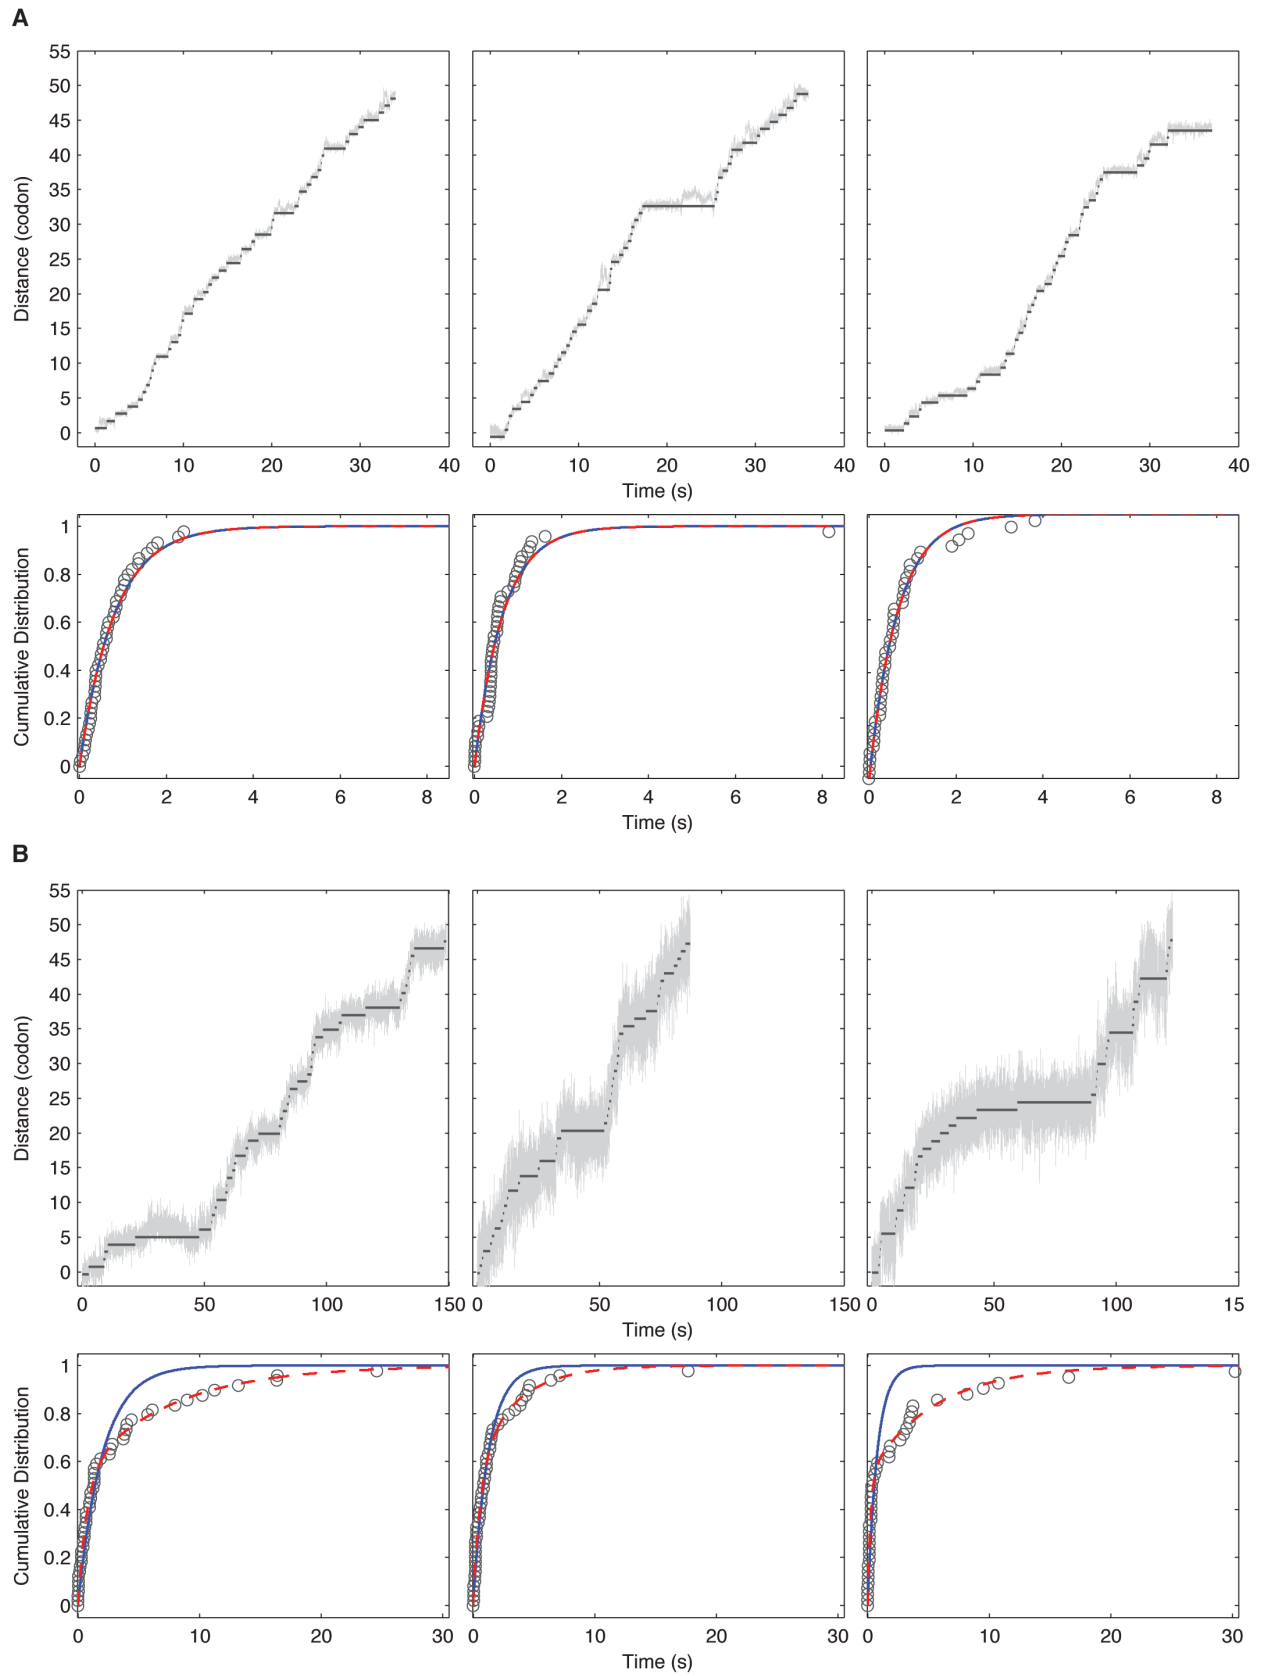 A
55
50
45
40
35
30
25
20
15
10
5
0
Distance (codon)
0 10 20 30 40 0 10 20 30 40 0 10 20 30 40
Time (s)
1
0.8
0.6
0.4
0.2
0
Cumulative Distribution
0 2 4 6 8 0 2 4 6 8 0 2 4 6 8
Time (s)
B
55
50
45
40
35
30
25
20
15
10
5
0
Distance (codon)
0 50 100 150 0 50 100 150 0 50 100 15
Time (s)
1
0.8
0.6
0.4
0.2
0
Cumulative Distribution
0 10 20 30 0 10 20 30 0 10 20 30
Time (s)